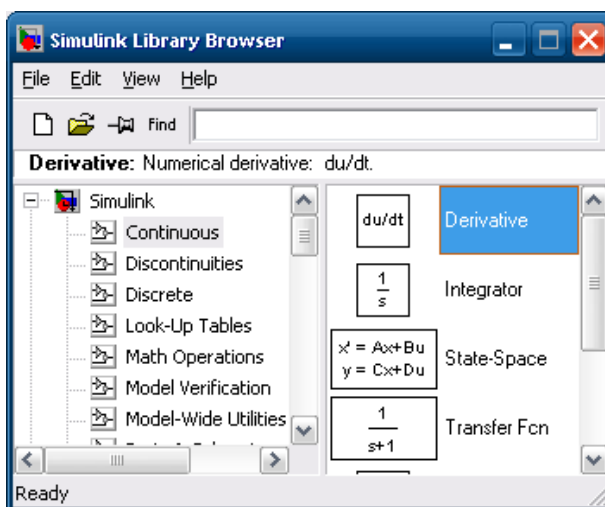 Simulink Library Browser
File Edit View Help
Find
Derivative: Numerical derivative: du/dt.
Simulink
Continuous
Discontinuities
Discrete
Look-Up Tables
Math Operations
Model Verification
Model-Wide Utilities
du/dt Derivative
1
s
Integrator
x' = Ax+Bu
y = Cx+Du
State-Space
1
s+1
Transfer Fcn
Ready